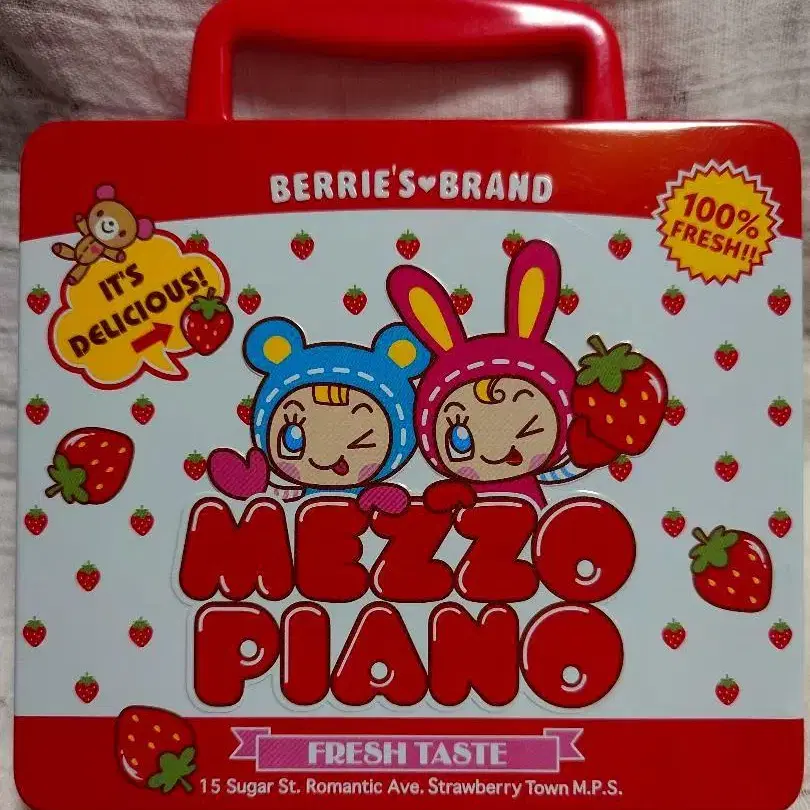 BERRIE'S♥BRAND
100%
FRESH!!
IT'S
DELICIOUS!
MEZZO
PIANO
FRESH TASTE
15 Sugar St. Romantic Ave. Strawberry Town M.P.S.